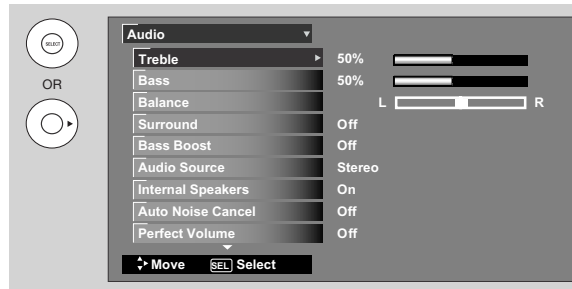 SELECT
OR
Audio
Treble 50%
Bass 50%
Balance L R
Surround Off
Bass Boost Off
Audio Source Stereo
Internal Speakers On
Auto Noise Cancel Off
Perfect Volume Off
Move SEL Select